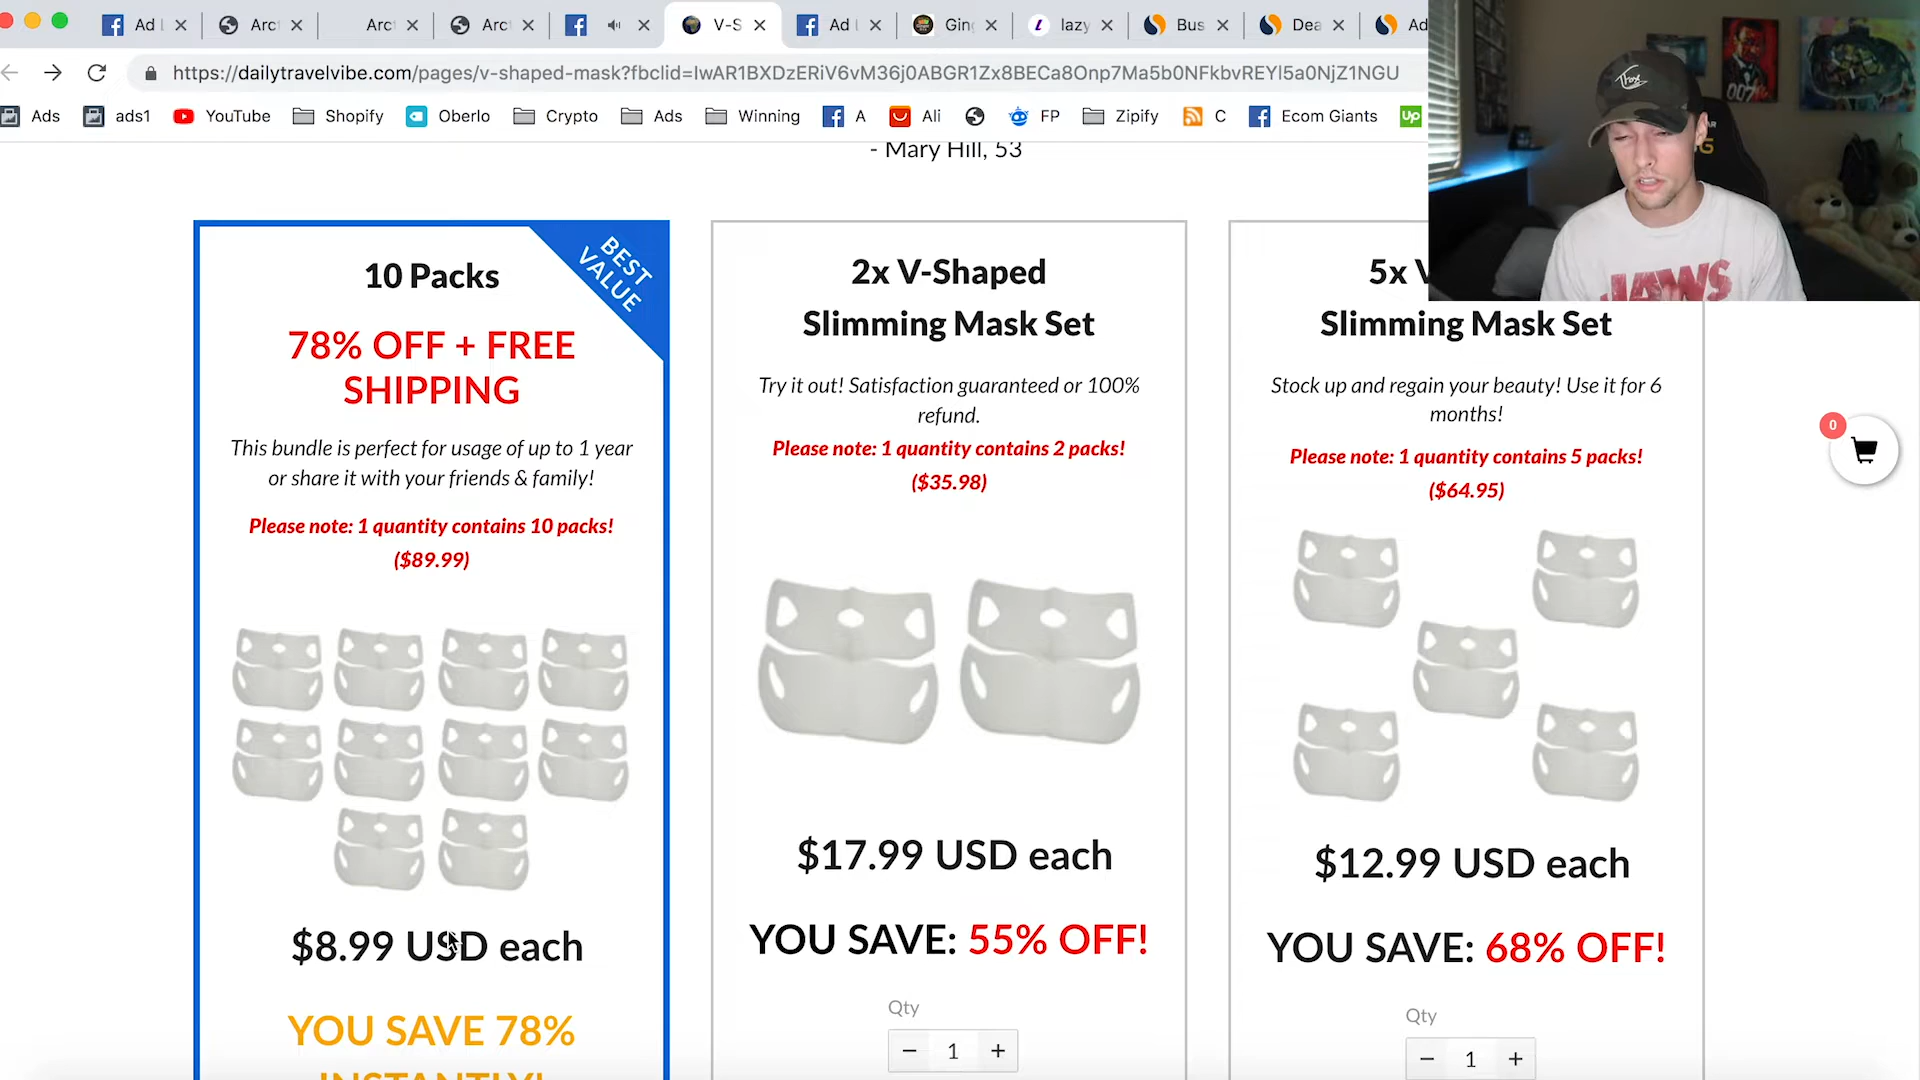 Ad L
Arc
Arc
Arc
V-S
Ad L
Gin
lazy
Bus
Dea
Ad
https://dailytravelvibe.com/pages/v-shaped-mask?fbclid=IwAR1BXDzERiV6vM36j0ABGR1Zx8BECa8Onp7Ma5b0NFkbvREYl5a0NjZ1NGU
Ads
ads1
YouTube
Shopify
Oberlo
Crypto
Ads
Winning
A
Ali
FP
Zipify
C
Ecom Giants
up
007
JAWS
- Mary Hill, 53
BEST
VALUE
10 Packs
78% OFF + FREE
SHIPPING
This bundle is perfect for usage of up to 1 year
or share it with your friends & family!
Please note: 1 quantity contains 10 packs!
($89.99)
$8.99 USD each
YOU SAVE 78%
INSTANTLY!
2x V-Shaped
Slimming Mask Set
Try it out! Satisfaction guaranteed or 100%
refund.
Please note: 1 quantity contains 2 packs!
($35.98)
$17.99 USD each
YOU SAVE: 55% OFF!
Qty
− 1 +
5x V
Slimming Mask Set
Stock up and regain your beauty! Use it for 6
months!
Please note: 1 quantity contains 5 packs!
($64.95)
$12.99 USD each
YOU SAVE: 68% OFF!
Qty
− 1 +
0